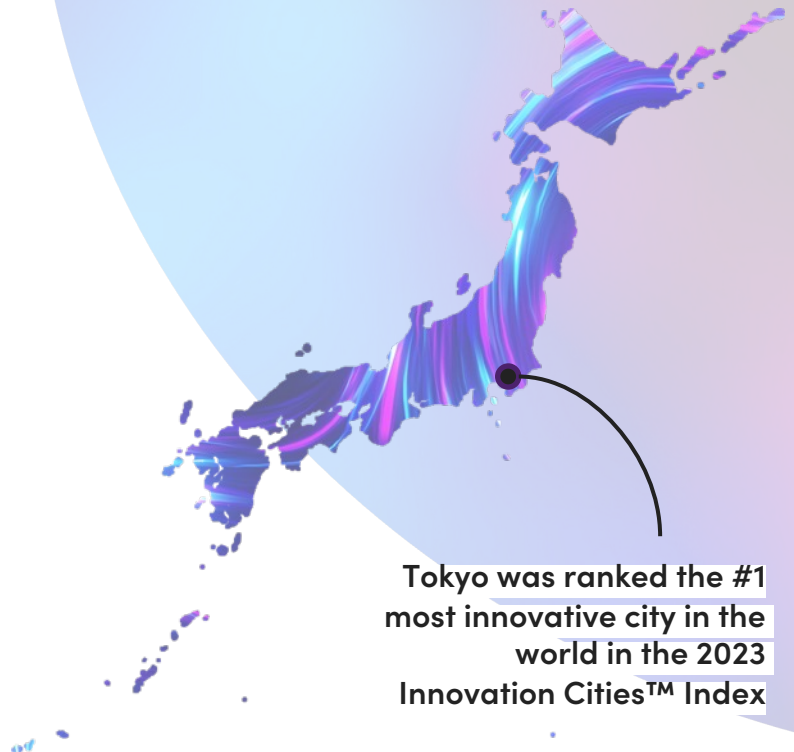 Tokyo was ranked the #1
most innovative city in the
world in the 2023
Innovation Cities™ Index